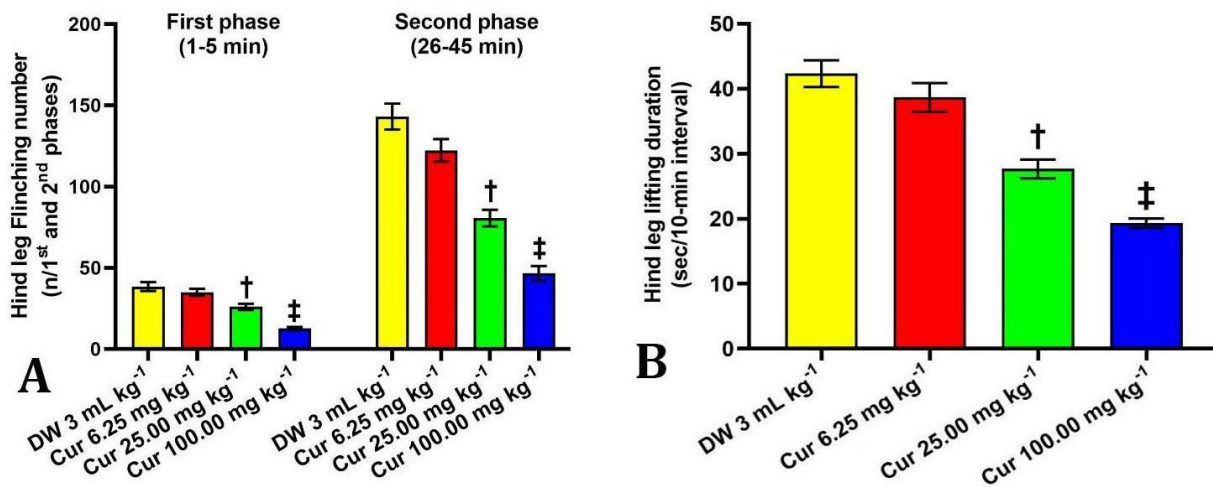 First phase
(1-5 min)
Second phase
(26-45 min)
Hind leg Flinching number
(n/1st and 2nd phases)
200
150
100
50
0
†
‡
†
‡
DW 3 mL kg-1
Cur 6.25 mg kg-1
Cur 25.00 mg kg-1
Cur 100.00 mg kg-1
DW 3 mL kg-1
Cur 6.25 mg kg-1
Cur 25.00 mg kg-1
Cur 100.00 mg kg-1
A
Hind leg lifting duration
(sec/10-min interval)
50
40
30
20
10
0
†
‡
DW 3 mL kg-1
Cur 6.25 mg kg-1
Cur 25.00 mg kg-1
Cur 100.00 mg kg-1
B